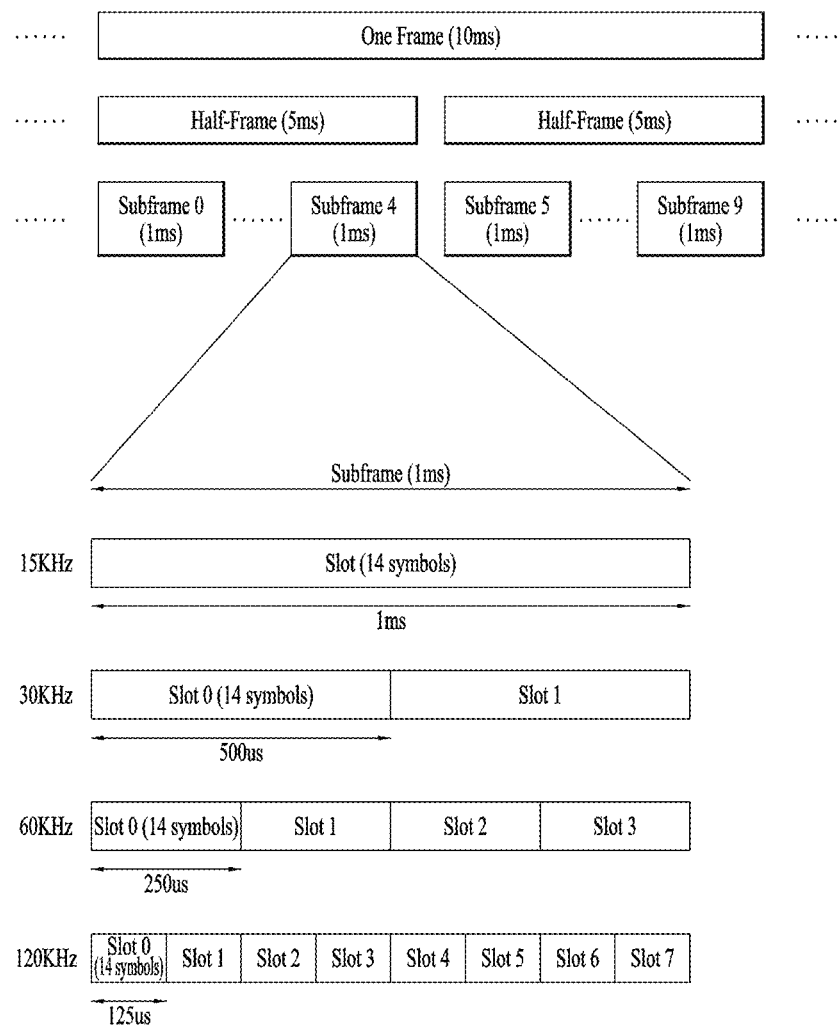 ...... One Frame (10ms) ......
...... Half-Frame (5ms) Half-Frame (5ms) ......
...... Subframe 0 (1ms) ...... Subframe 4 (1ms) Subframe 5 (1ms) ...... Subframe 9 (1ms) ......
Subframe (1ms)
15KHz Slot (14 symbols)
1ms
30KHz Slot 0 (14 symbols) Slot 1
500us
60KHz Slot 0 (14 symbols) Slot 1 Slot 2 Slot 3
250us
120KHz Slot 0 (14 symbols) Slot 1 Slot 2 Slot 3 Slot 4 Slot 5 Slot 6 Slot 7
125us